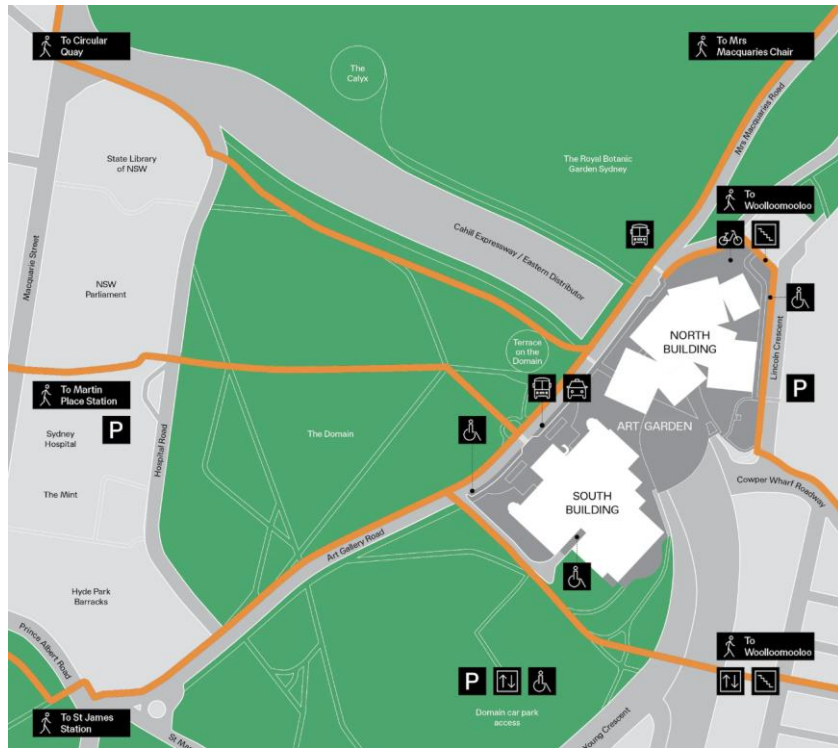 To Circular
Quay
To Mrs
Macquaries Chair
The
Calyx
Mrs Macquaries Road
State Library
of NSW
The Royal Botanic
Garden Sydney
To
Woolloomooloo
Macquarie Street
Cahill Expressway / Eastern Distributor
NSW
Parliament
NORTH
BUILDING
Lincoln Crescent
Terrace
on the
Domain
To Martin
Place Station
P
P
ART GARDEN
Sydney
Hospital
Hospital Road
The Domain
The Mint
SOUTH
BUILDING
Cowper Wharf Roadway
Art Gallery Road
Hyde Park
Barracks
Prince Albert Road
To
Woolloomooloo
P
Domain car park
access
To St James
Station
St Ma
Young Crescent